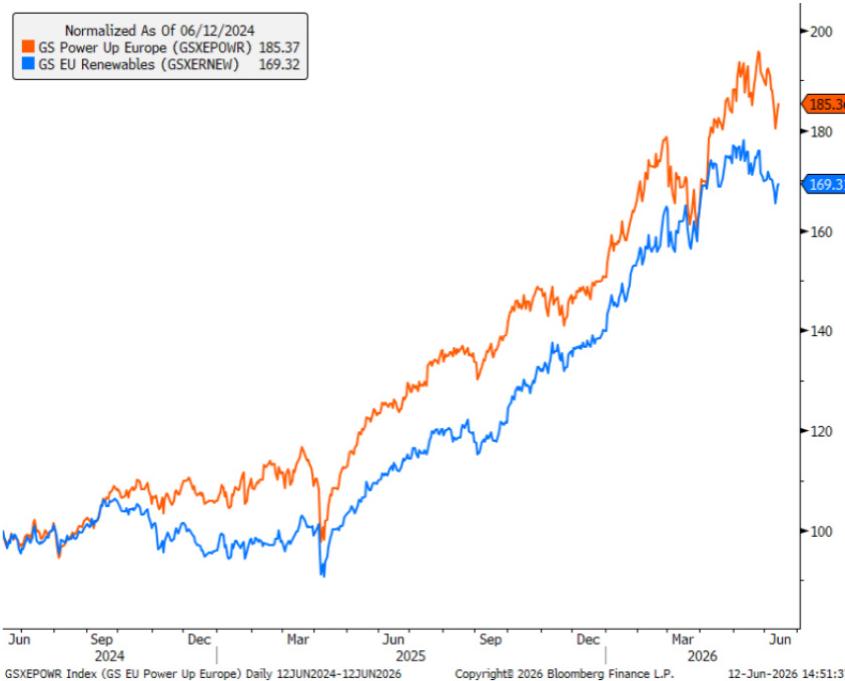 Normalized As Of 06/12/2024
GS Power Up Europe (GSXEPOWR) 185.37
GS EU Renewables (GSXERNEW) 169.32
200
185.3
180
169.3
160
140
120
100
Jun Sep Dec Mar Jun Sep Dec Mar Jun
2024 2025 2026
GSXEPOWR Index (GS EU Power Up Europe) Daily 12JUN2024-12JUN2026 Copyright© 2026 Bloomberg Finance L.P. 12-Jun-2026 14:51:3